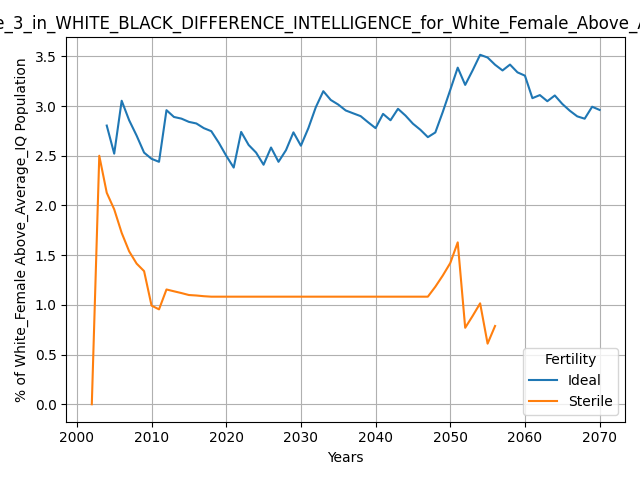 e_3_in_WHITE_BLACK_DIFFERENCE_INTELLIGENCE_for_White_Female_Above_A
% of White_Female Above_Average_IQ Population
3.5
3.0
2.5
2.0
1.5
1.0
0.5
0.0
2000 2010 2020 2030 2040 2050 2060 2070
Years
Fertility
Ideal
Sterile